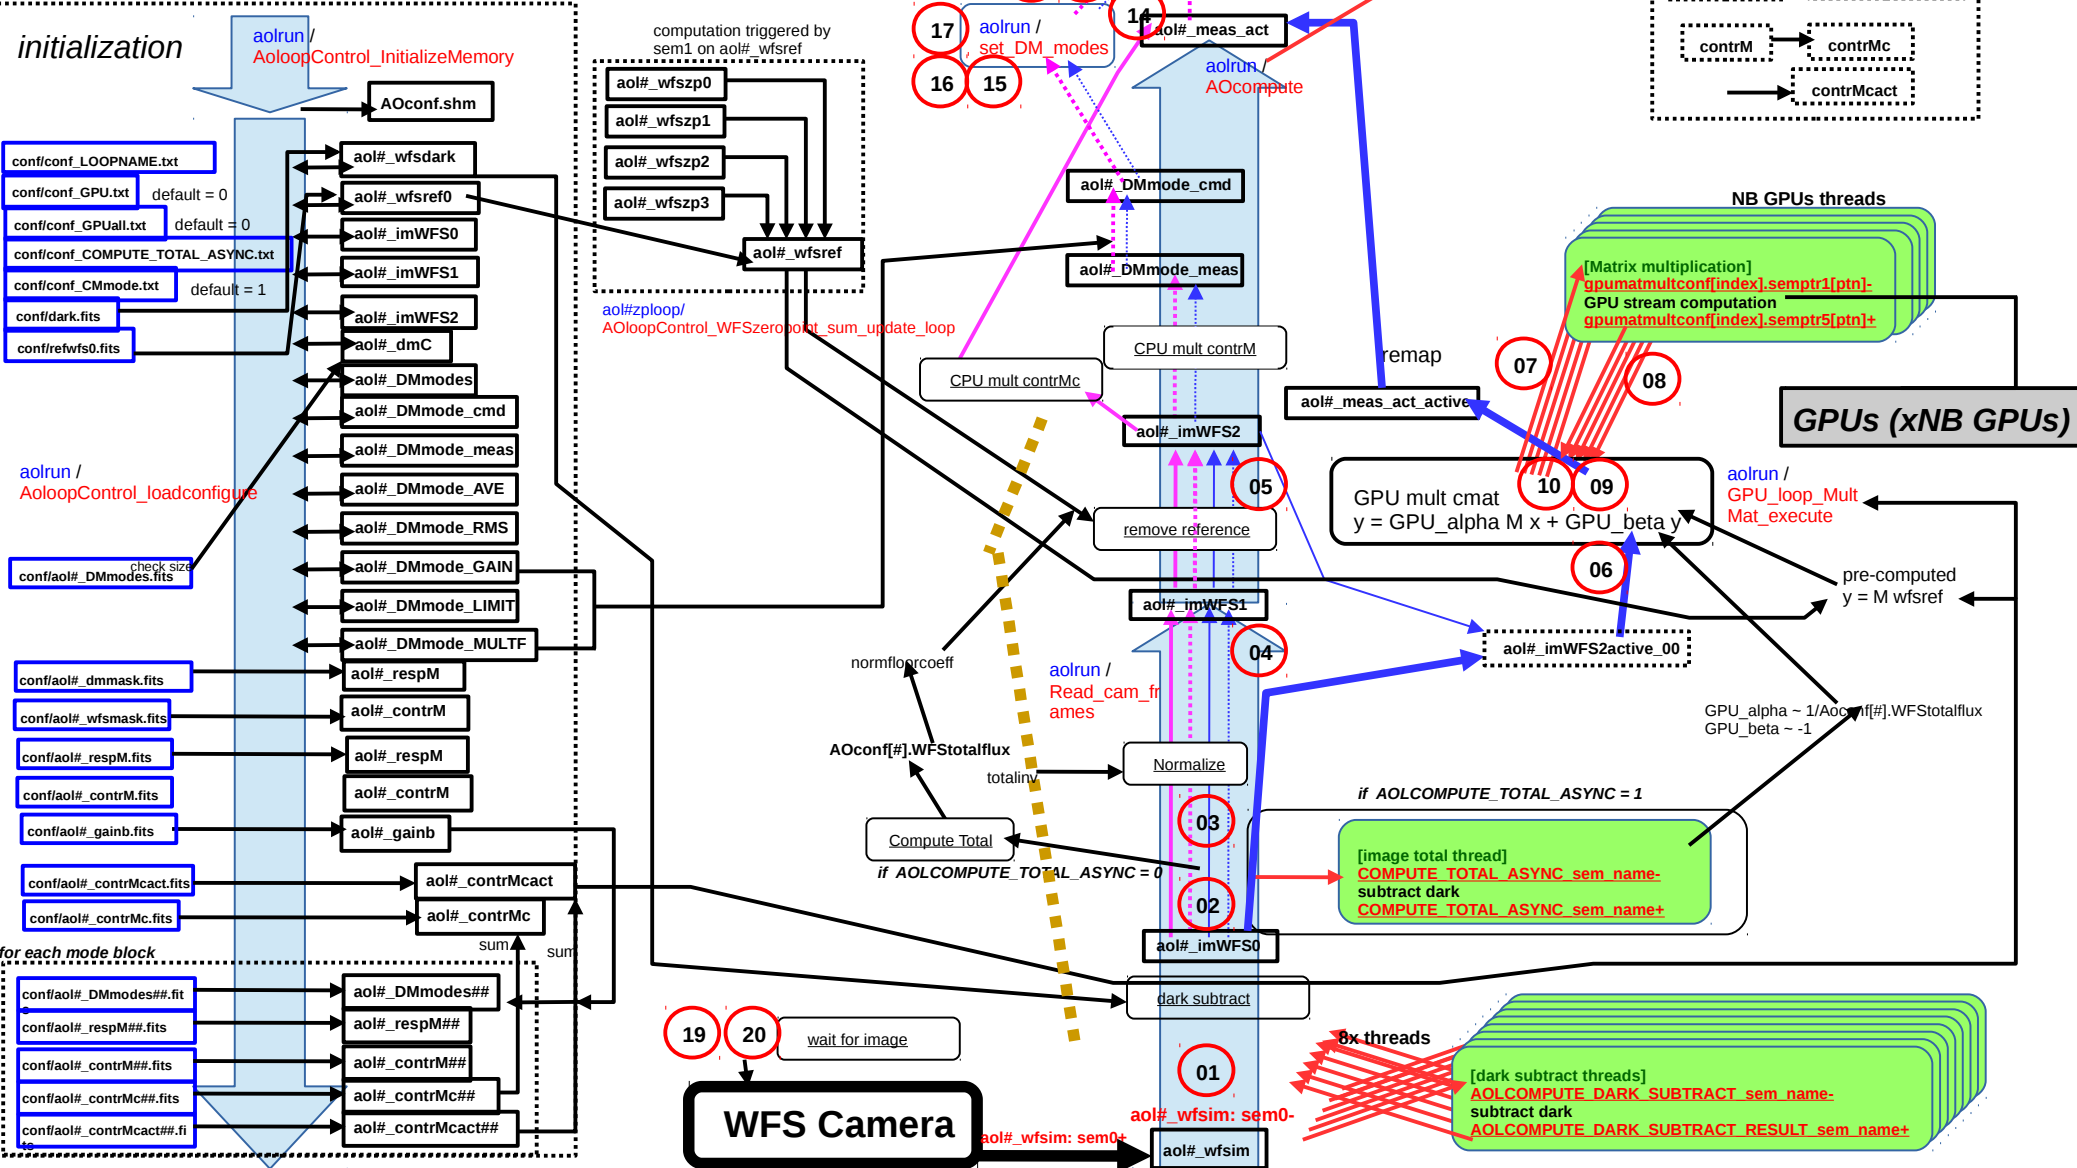 initialization
aolrun /
AoloopControl_InitializeMemory
AOconf.shm
conf/conf_LOOPNAME.txt
conf/conf_GPU.txt
default = 0
conf/conf_GPUall.txt
default = 0
conf/conf_COMPUTE_TOTAL_ASYNC.txt
conf/conf_CMmode.txt
default = 1
conf/dark.fits
conf/refwfs0.fits
aol#_wfsdark
aol#_wfsref0
aol#_imWFS0
aol#_imWFS1
aol#_imWFS2
aol#_dmC
aol#_DMmodes
aol#_DMmode_cmd
aol#_DMmode_meas
aol#_DMmode_AVE
aol#_DMmode_RMS
aol#_DMmode_GAIN
aol#_DMmode_LIMIT
aol#_DMmode_MULTF
aol#_respM
aol#_contrM
aol#_respM
aol#_contrM
aol#_gainb
aol#_contrMcact
aol#_contrMc
aolrun /
AoloopControl_loadconfigure
check size
conf/aol#_DMmodes.fits
conf/aol#_dmmask.fits
conf/aol#_wfsmask.fits
conf/aol#_respM.fits
conf/aol#_contrM.fits
conf/aol#_gainb.fits
conf/aol#_contrMcact.fits
conf/aol#_contrMc.fits
sum
sum
for each mode block
conf/aol#_DMmodes##.fit
s
conf/aol#_respM##.fits
conf/aol#_contrM##.fits
conf/aol#_contrMc##.fits
conf/aol#_contrMcact##.fi
ts
aol#_DMmodes##
aol#_respM##
aol#_contrM##
aol#_contrMc##
aol#_contrMcact##
computation triggered by
sem1 on aol#_wfsref
aol#_wfszp0
aol#_wfszp1
aol#_wfszp2
aol#_wfszp3
aol#_wfsref
aol#zploop/
AOloopControl_WFSzeropoint_sum_update_loop
17
16
15
14
aolrun /
set_DM_modes
aol#_meas_act
aolrun /
AOcompute
aol#_DMmode_cmd
aol#_DMmode_meas
CPU mult contrM
CPU mult contrMc
aol#_imWFS2
05
remove reference
aol#_imWFS1
04
normfloorcoeff
aolrun /
Read_cam_fr
ames
AOconf[#].WFStotalflux
totalinv
Normalize
03
Compute Total
if AOLCOMPUTE_TOTAL_ASYNC = 0
02
aol#_imWFS0
dark subtract
19
20
wait for image
WFS Camera
01
aol#_wfsim: sem0-
aol#_wfsim: sem0+
aol#_wfsim
contrM
contrMc
contrMcact
NB GPUs threads
[Matrix multiplication]
gpumatmultconf[index].semptr1[ptn]-
GPU stream computation
gpumatmultconf[index].semptr5[ptn]+
remap
07
08
aol#_meas_act_active
GPUs (xNB GPUs)
10
09
GPU mult cmat
y = GPU_alpha M x + GPU_beta y
aolrun /
GPU_loop_Mult
Mat_execute
06
pre-computed
y = M wfsref
aol#_imWFS2active_00
GPU_alpha ~ 1/Aoconf[#].WFStotalflux
GPU_beta ~ -1
if AOLCOMPUTE_TOTAL_ASYNC = 1
[image total thread]
COMPUTE_TOTAL_ASYNC_sem_name-
subtract dark
COMPUTE_TOTAL_ASYNC_sem_name+
8x threads
[dark subtract threads]
AOLCOMPUTE_DARK_SUBTRACT_sem_name-
subtract dark
AOLCOMPUTE_DARK_SUBTRACT_RESULT_sem_name+